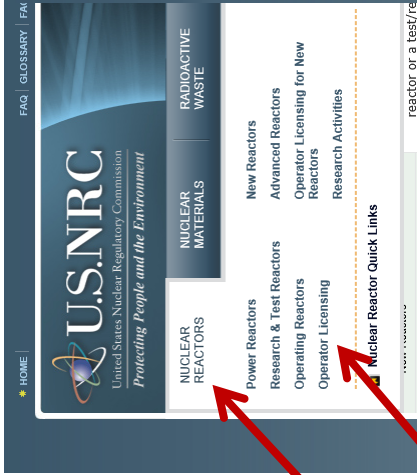 HOME
FAQ
GLOSSARY
U.S.NRC
United States Nuclear Regulatory Commission
Protecting People and the Environment
NUCLEAR
REACTORS
NUCLEAR
MATERIALS
RADIOACTIVE
WASTE
Power Reactors
Research & Test Reactors
Operating Reactors
Operator Licensing
New Reactors
Advanced Reactors
Operator Licensing for New
Reactors
Research Activities
Nuclear Reactor Quick Links
reactor or a test/re